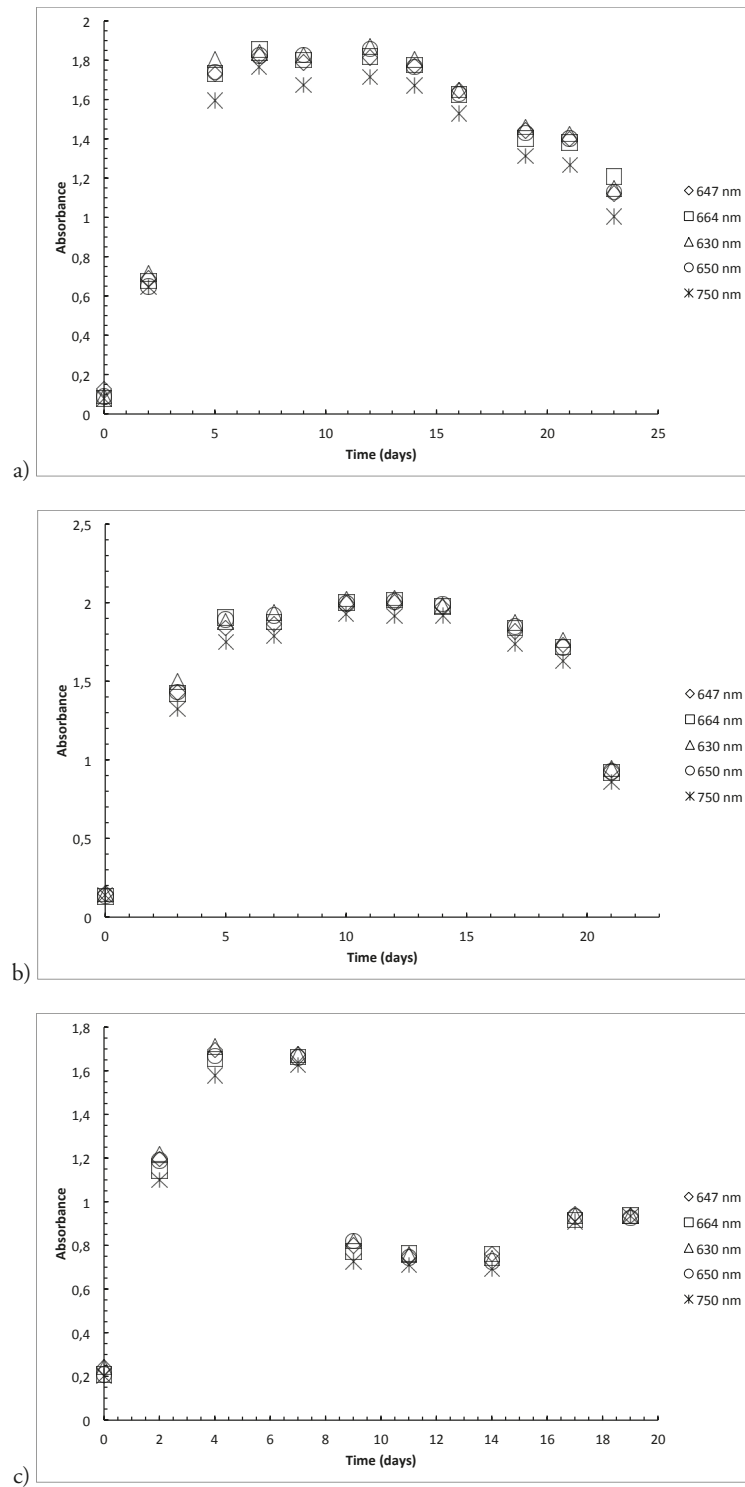 2
1,8
1,6
1,4
1,2
1
0,8
0,6
0,4
0,2
0
Absorbance
0 5 10 15 20 25
Time (days)
647 nm
664 nm
630 nm
650 nm
750 nm
a)
2,5
2
1,5
1
0,5
0
Absorbance
0 5 10 15 20
Time (days)
647 nm
664 nm
630 nm
650 nm
750 nm
b)
1,8
1,6
1,4
1,2
1
0,8
0,6
0,4
0,2
0
Absorbance
0 2 4 6 8 10 12 14 16 18 20
Time (days)
647 nm
664 nm
630 nm
650 nm
750 nm
c)